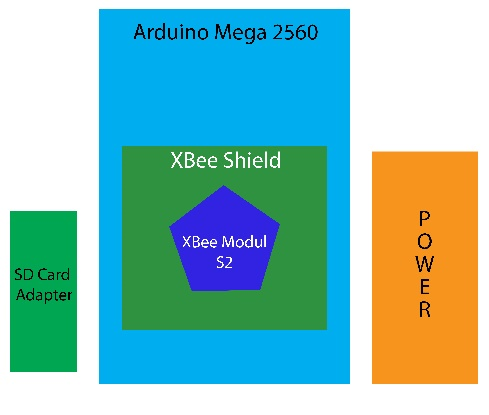 Arduino Mega 2560
XBee Shield
XBee Modul
S2
SD Card
Adapter
P
O
W
E
R